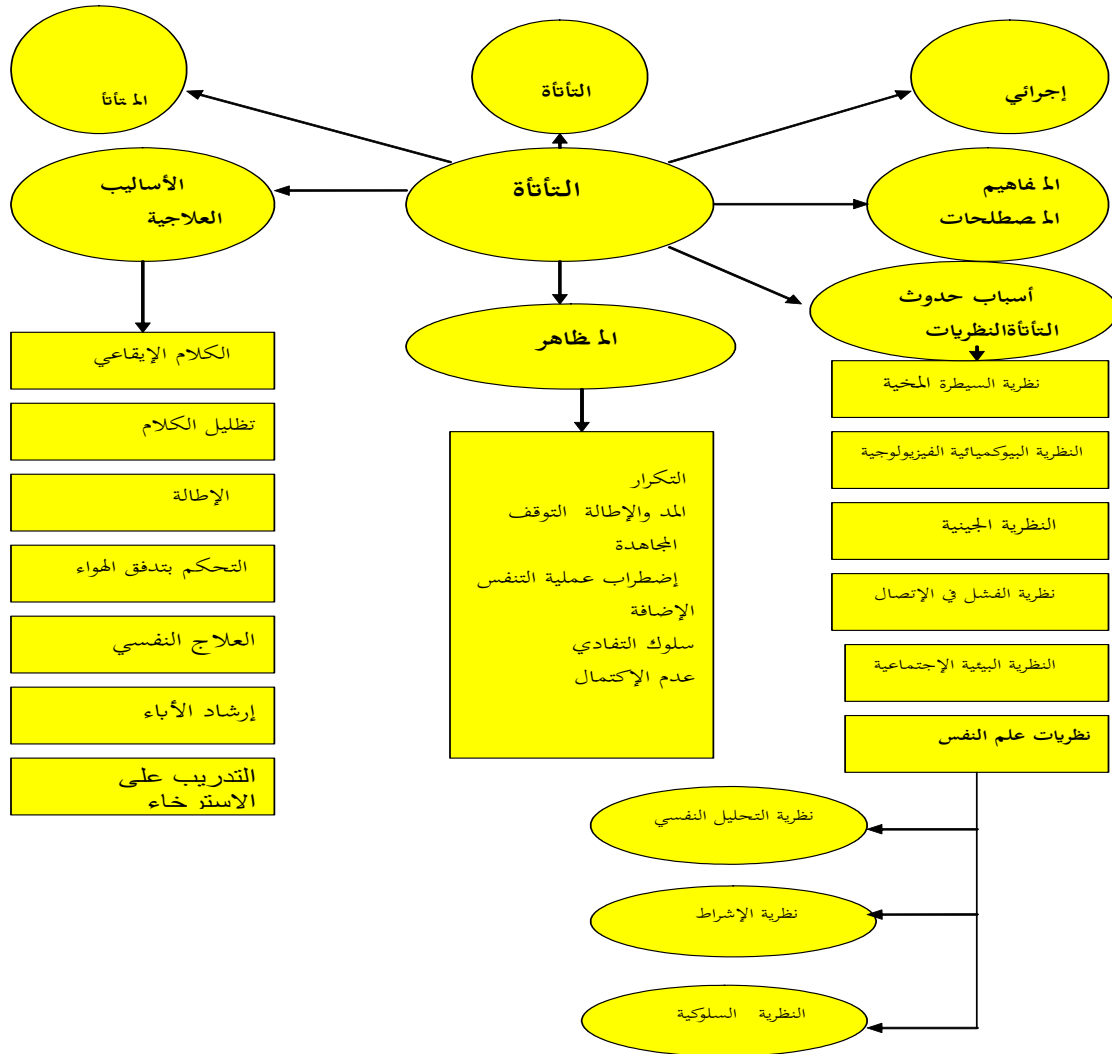 إجرائي
التأتأة
المتأتأ
التأتأة
المفاهيم
المصطلحات
الأساليب
العلاجية
أسباب حدوث
التأتأةالنظريات
المظاهر
نظرية السيطرة المخية
النظرية البيوكميائية الفيزيولوجية
النظرية الجينية
نظرية الفشل في الإتصال
النظرية البيئية الإجتماعية
نظريات علم النفس
نظرية التحليل النفسي
نظرية الإشراط
النظرية السلوكية
التكرار
المد والإطالة التوقف
المجاهدة
إضطراب عملية التنفس
الإضافة
سلوك التفادي
عدم الإكتمال
الكلام الإيقاعي
تظليل الكلام
الإطالة
التحكم بتدفق الهواء
العلاج النفسي
إرشاد الأباء
التدريب على
الاسترخاء